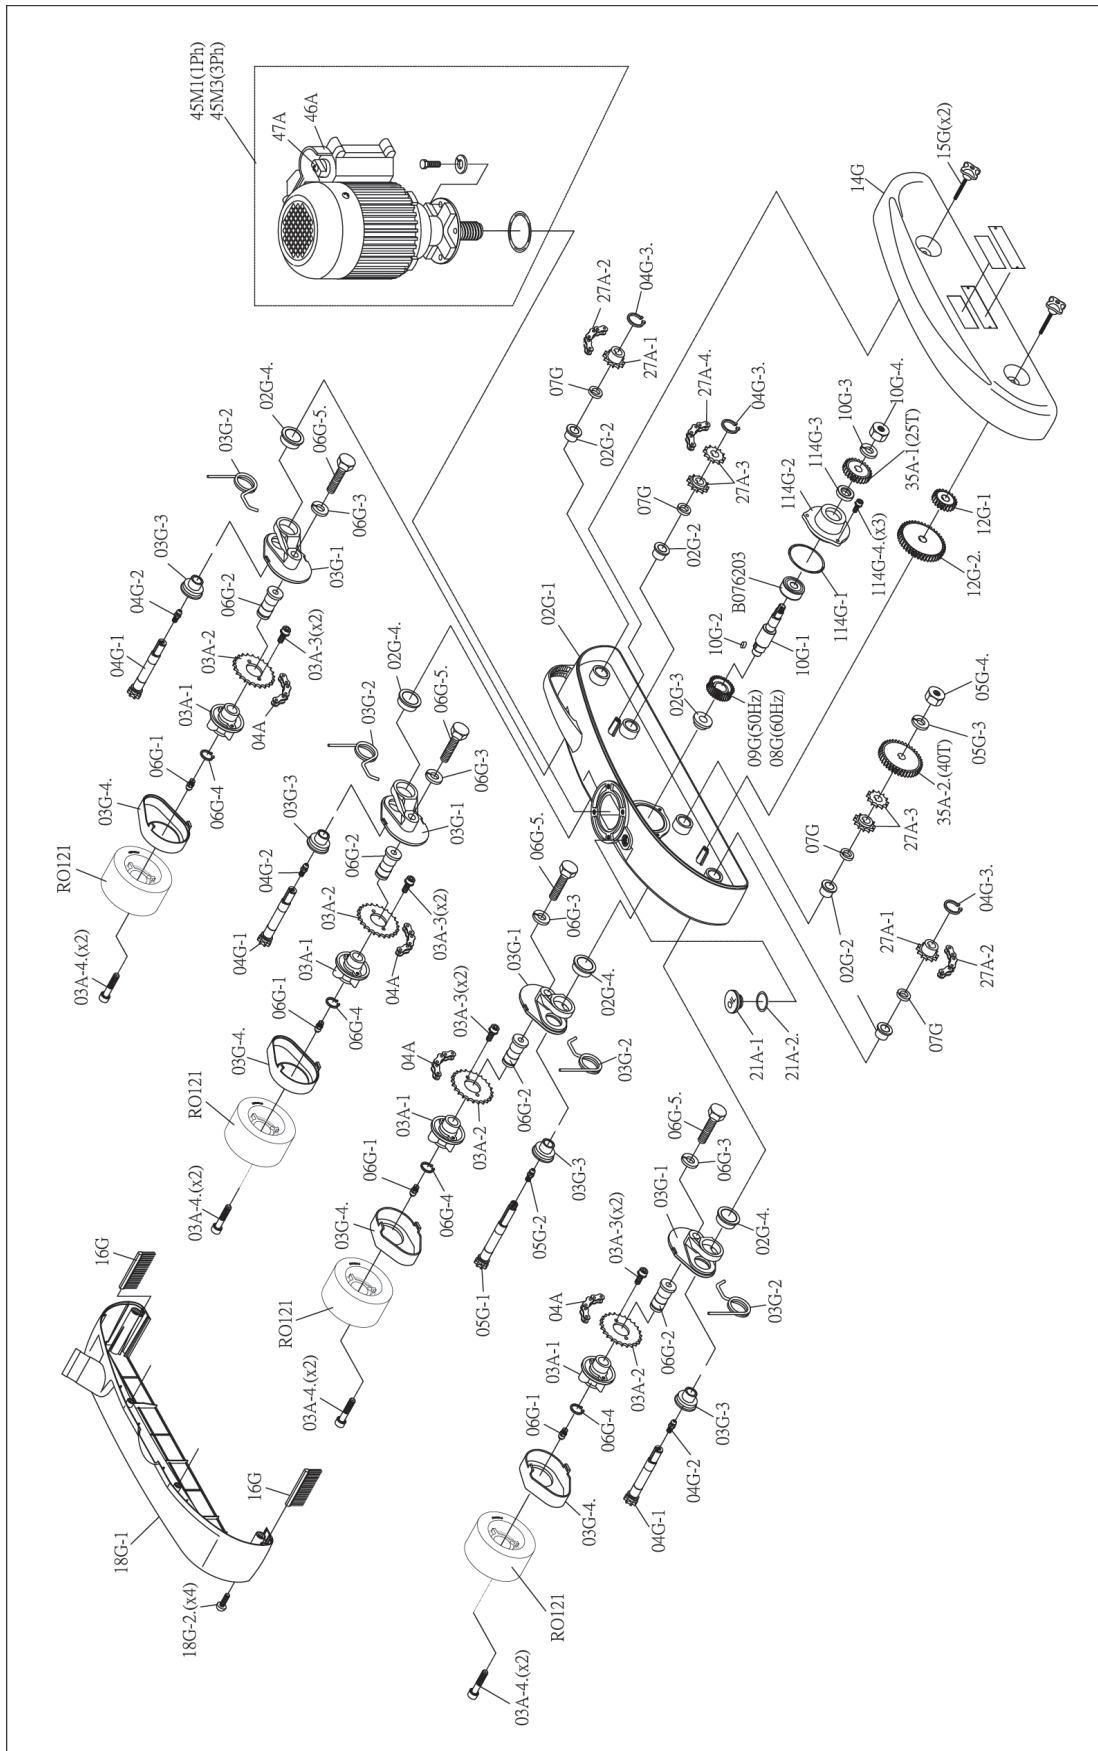 45M1(1Ph)
45M3(3Ph)
47A
46A
02G-4.
03G-2
06G-5.
06G-3
03G-3
03G-1
04G-2
06G-2
04G-1
03A-2
03A-3(x2)
03A-1
04A
06G-1
06G-4
03G-4.
RO121
03A-4.(x2)
02G-4.
03G-2
06G-5.
06G-3
03G-3
03G-1
04G-2
06G-2
04G-1
03A-2
03A-3(x2)
03A-1
04A
06G-1
06G-4
03G-4.
RO121
03A-4.(x2)
16G
16G
18G-1
18G-2.(x4)
06G-5.
06G-3
03G-1
02G-4.
03A-3(x2)
03G-2
04A
06G-2
03A-1
03A-2
03G-3
06G-1
05G-2
06G-4
03G-4.
05G-1
RO121
03A-4.(x2)
06G-5.
06G-3
03G-1
02G-4.
03A-3(x2)
03G-2
04A
06G-2
03A-1
03A-2
03G-3
06G-1
04G-2
06G-4
04G-1
03G-4.
RO121
03A-4.(x2)
27A-2
04G-3.
27A-1
07G
02G-2
27A-4.
04G-3.
27A-3
07G
02G-2
02G-1
15G(x2)
14G
10G-4.
10G-3
35A-1(25T)
114G-3
114G-2
114G-4.(x3)
114G-1
B076203
10G-2
10G-1
02G-3
09G(50Hz)
08G(60Hz)
12G-1
12G-2.
05G-4.
05G-3
35A-2.(40T)
27A-3
07G
02G-2
04G-3.
27A-1
27A-2
07G
21A-1
21A-2.